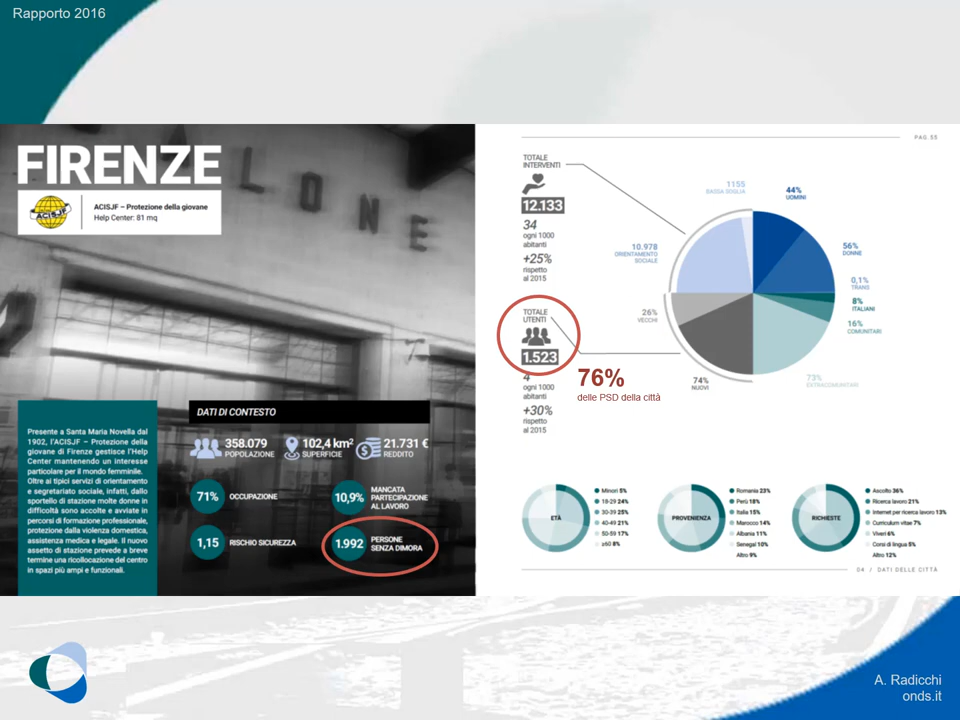 Rapporto 2016
FIRENZE
ACISJF
ACISJF – Protezione della giovane
Help Center: 81 mq
LONE
Presente a Santa Maria Novella dal
1902, l'ACISJF – Protezione della
giovane di Firenze gestisce l'Help
Center mantenendo un interesse
particolare per il mondo femminile.
Oltre ai tipici servizi di orientamento
e segretariato sociale, infatti, dallo
sportello di stazione molte donne in
difficoltà sono accolte e avviate in
percorsi di formazione professionale,
protezione dalla violenza domestica,
assistenza medica e legale. Il nuovo
assetto di stazione prevede a breve
termine una ricollocazione del centro
in spazi più ampi e funzionali.
DATI DI CONTESTO
358.079
POPOLAZIONE
102,4 km²
SUPERFICIE
21.731 €
REDDITO
71%
OCCUPAZIONE
10,9%
MANCATA
PARTECIPAZIONE
AL LAVORO
1,15
RISCHIO SICUREZZA
1.992
PERSONE
SENZA DIMORA
PAG. 55
TOTALE
INTERVENTI
12.133
34
ogni 1000
abitanti
+25%
rispetto
al 2015
TOTALE
UTENTI
1.523
4
ogni 1000
abitanti
+30%
rispetto
al 2015
76%
delle PSD della città
1155
BASSA SOGLIA
44%
UOMINI
10.978
ORIENTAMENTO
SOCIALE
56%
DONNE
0,1%
TRANS
8%
ITALIANI
16%
COMUNITARI
26%
VECCHI
74%
NUOVI
73%
EXTRACOMUNITARI
ETÀ
Minori 5%
18-29 24%
30-39 25%
40-49 21%
50-59 17%
≥60 8%
PROVENIENZA
Romania 23%
Perù 18%
Italia 15%
Marocco 14%
Albania 11%
Senegal 10%
Altro 9%
RICHIESTE
Ascolto 36%
Ricerca lavoro 21%
Internet per ricerca lavoro 13%
Curriculum vitae 7%
Viveri 6%
Corsi di lingua 5%
Altro 12%
04 / DATI DELLE CITTÀ
A. Radicchi
onds.it